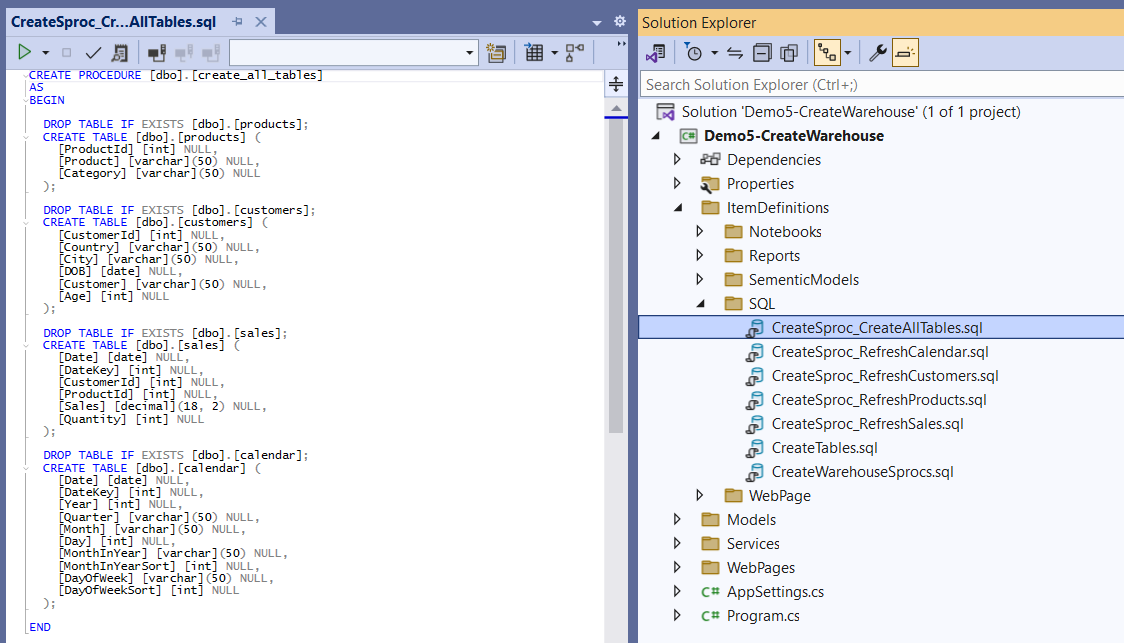 CreateSproc_Cr...AllTables.sql
CREATE PROCEDURE [dbo].[create_all_tables]
AS
BEGIN
DROP TABLE IF EXISTS [dbo].[products];
CREATE TABLE [dbo].[products] (
[ProductId] [int] NULL,
[Product] [varchar](50) NULL,
[Category] [varchar](50) NULL
);
DROP TABLE IF EXISTS [dbo].[customers];
CREATE TABLE [dbo].[customers] (
[CustomerId] [int] NULL,
[Country] [varchar](50) NULL,
[City] [varchar](50) NULL,
[DOB] [date] NULL,
[Customer] [varchar](50) NULL,
[Age] [int] NULL
);
DROP TABLE IF EXISTS [dbo].[sales];
CREATE TABLE [dbo].[sales] (
[Date] [date] NULL,
[DateKey] [int] NULL,
[CustomerId] [int] NULL,
[ProductId] [int] NULL,
[Sales] [decimal](18, 2) NULL,
[Quantity] [int] NULL
);
DROP TABLE IF EXISTS [dbo].[calendar];
CREATE TABLE [dbo].[calendar] (
[Date] [date] NULL,
[DateKey] [int] NULL,
[Year] [int] NULL,
[Quarter] [varchar](50) NULL,
[Month] [varchar](50) NULL,
[Day] [int] NULL,
[MonthInYear] [varchar](50) NULL,
[MonthInYearSort] [int] NULL,
[DayOfWeek] [varchar](50) NULL,
[DayOfWeekSort] [int] NULL
);
END
Solution Explorer
Search Solution Explorer (Ctrl+;)
Solution 'Demo5-CreateWarehouse' (1 of 1 project)
C# Demo5-CreateWarehouse
Dependencies
Properties
ItemDefinitions
Notebooks
Reports
SementicModels
SQL
CreateSproc_CreateAllTables.sql
CreateSproc_RefreshCalendar.sql
CreateSproc_RefreshCustomers.sql
CreateSproc_RefreshProducts.sql
CreateSproc_RefreshSales.sql
CreateTables.sql
CreateWarehouseSprocs.sql
WebPage
Models
Services
WebPages
C# AppSettings.cs
C# Program.cs